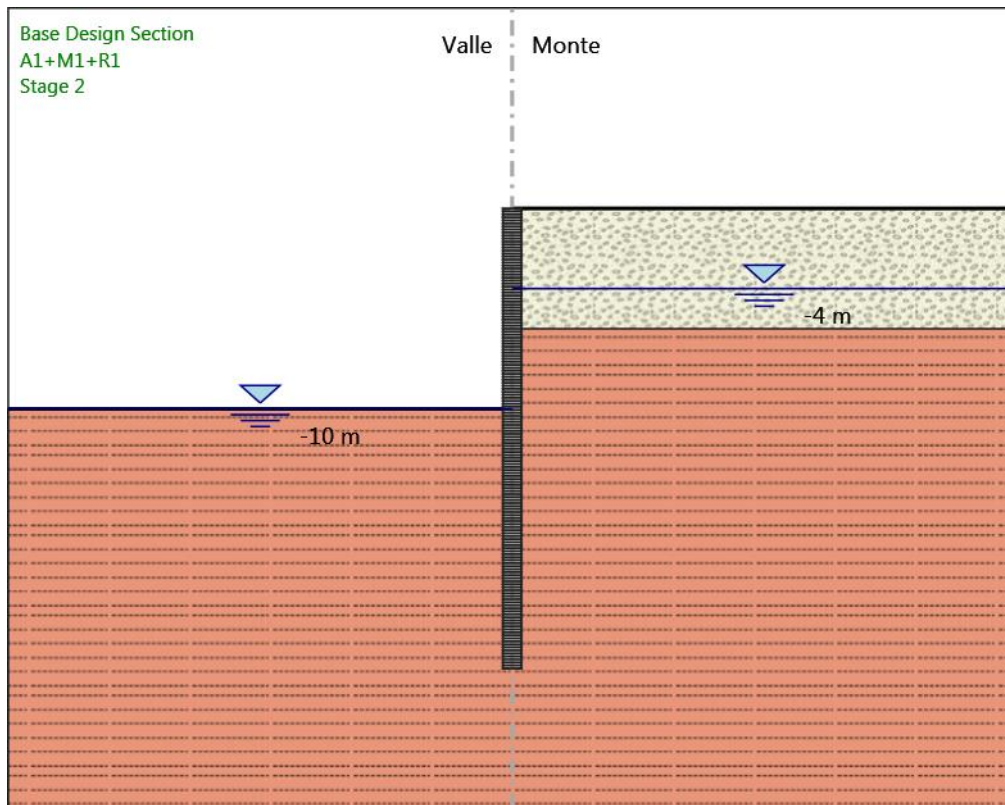 Base Design Section
A1+M1+R1
Stage 2
Valle
Monte
-4 m
-10 m